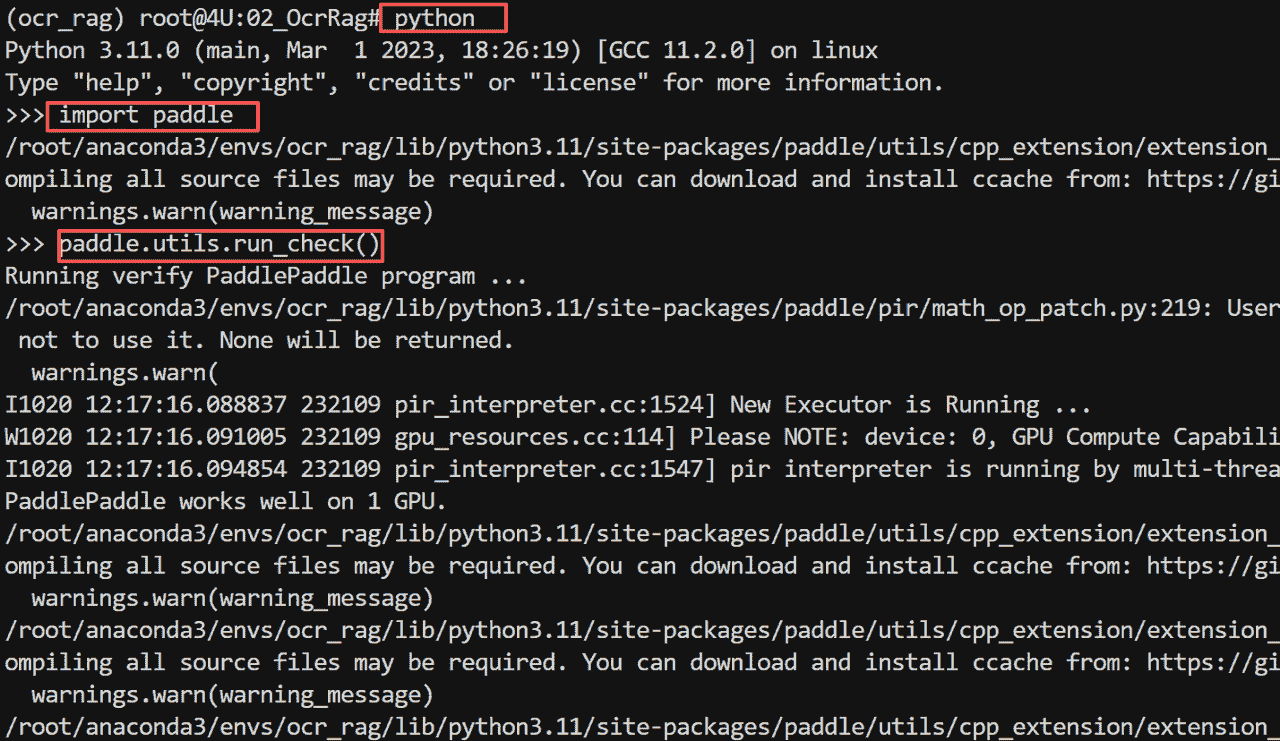 (ocr_rag) root@4U:02_OcrRag# python
Python 3.11.0 (main, Mar  1 2023, 18:26:19) [GCC 11.2.0] on linux
Type "help", "copyright", "credits" or "license" for more information.
>>> import paddle
/root/anaconda3/envs/ocr_rag/lib/python3.11/site-packages/paddle/utils/cpp_extension/extension_
ompiling all source files may be required. You can download and install ccache from: https://gi
  warnings.warn(warning_message)
>>> paddle.utils.run_check()
Running verify PaddlePaddle program ...
/root/anaconda3/envs/ocr_rag/lib/python3.11/site-packages/paddle/pir/math_op_patch.py:219: User
 not to use it. None will be returned.
  warnings.warn(
I1020 12:17:16.088837 232109 pir_interpreter.cc:1524] New Executor is Running ...
W1020 12:17:16.091005 232109 gpu_resources.cc:114] Please NOTE: device: 0, GPU Compute Capabili
I1020 12:17:16.094854 232109 pir_interpreter.cc:1547] pir interpreter is running by multi-threa
PaddlePaddle works well on 1 GPU.
/root/anaconda3/envs/ocr_rag/lib/python3.11/site-packages/paddle/utils/cpp_extension/extension_
ompiling all source files may be required. You can download and install ccache from: https://gi
  warnings.warn(warning_message)
/root/anaconda3/envs/ocr_rag/lib/python3.11/site-packages/paddle/utils/cpp_extension/extension_
ompiling all source files may be required. You can download and install ccache from: https://gi
  warnings.warn(warning_message)
/root/anaconda3/envs/ocr_rag/lib/python3.11/site-packages/paddle/utils/cpp_extension/extension_